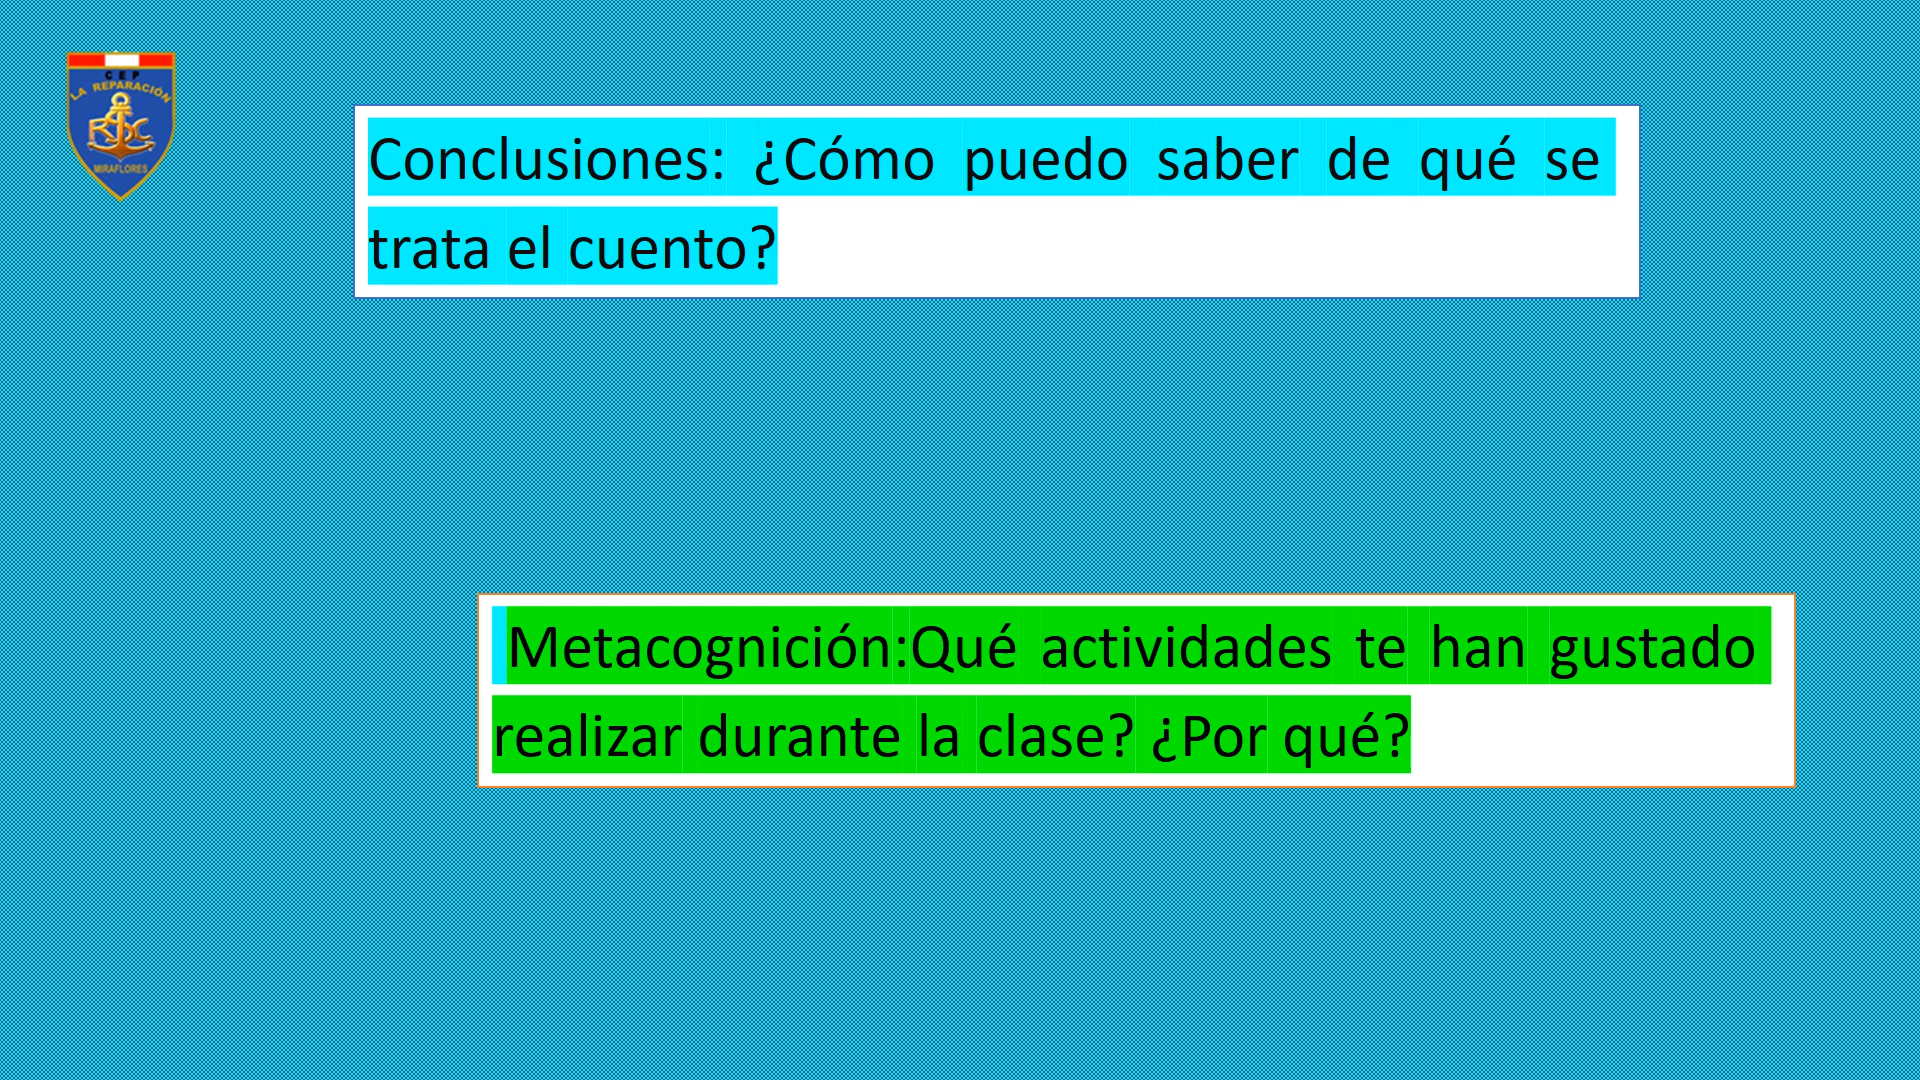 CEP
LA REPARACIÓN
MIRAFLORES
Conclusiones: ¿Cómo puedo saber de qué se
trata el cuento?
Metacognición:Qué actividades te han gustado
realizar durante la clase? ¿Por qué?